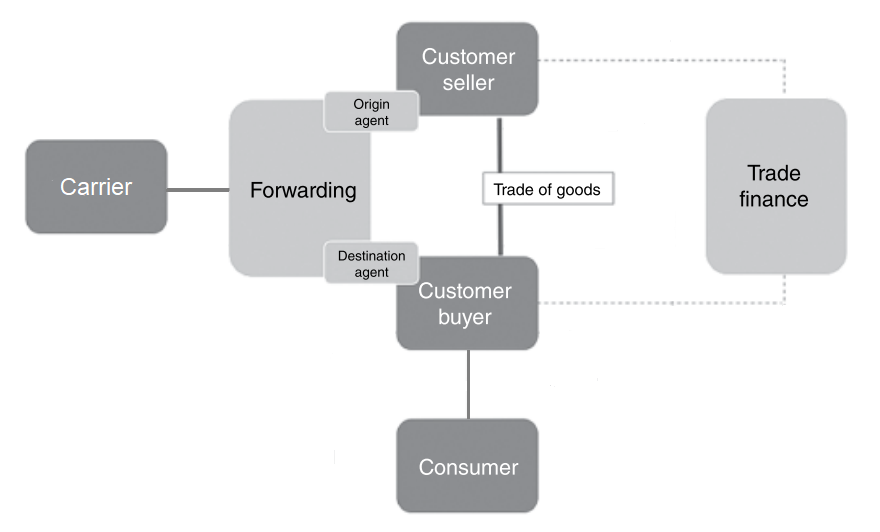 Customer
seller
Origin
agent
Carrier
Forwarding
Trade of goods
Trade
finance
Destination
agent
Customer
buyer
Consumer